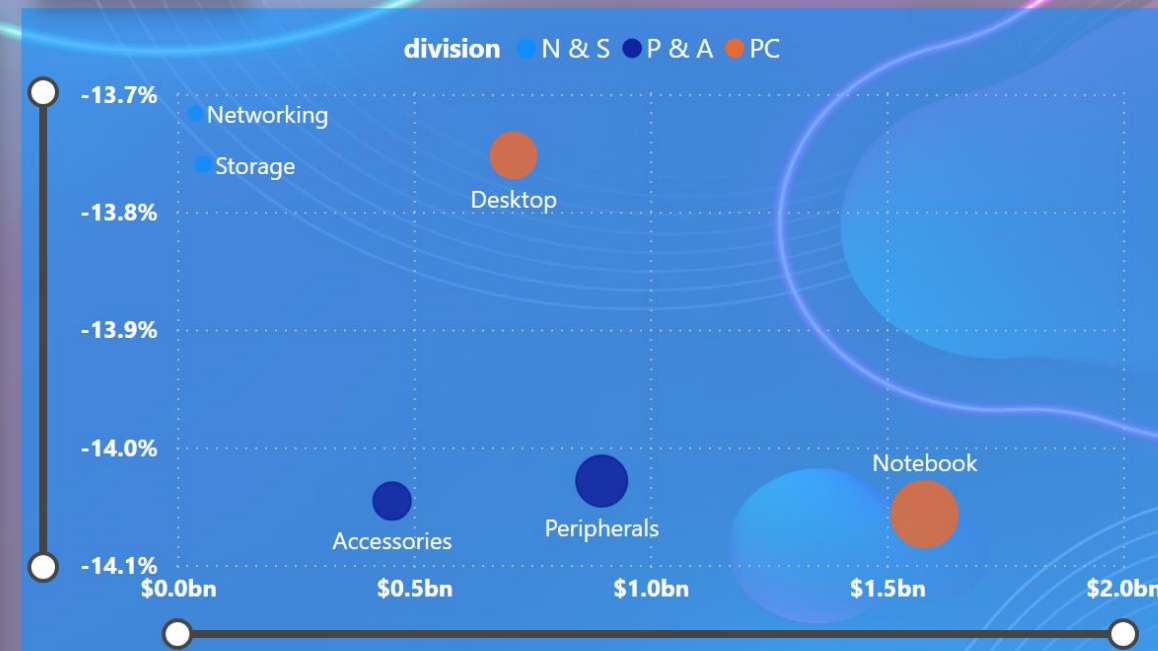 division N & S P & A PC
-13.7%
Networking
Storage
Desktop
-13.8%
-13.9%
-14.0%
Notebook
Peripherals
Accessories
-14.1%
$0.0bn $0.5bn $1.0bn $1.5bn $2.0bn